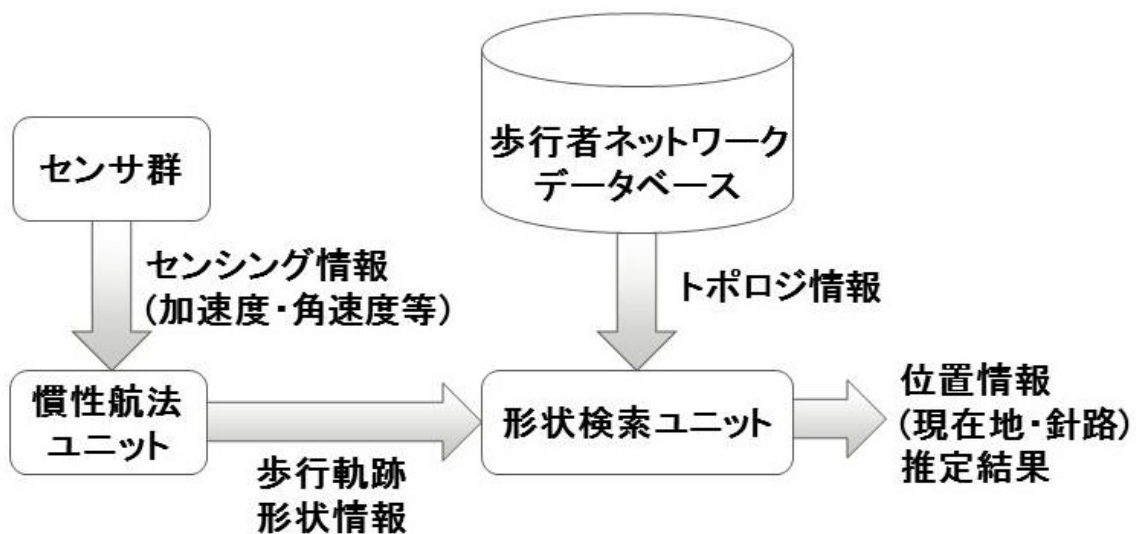 歩行者ネットワーク
データベース
センサ群
センシング情報
(加速度・角速度等)
トポロジ情報
慣性航法
ユニット
歩行軌跡
形状情報
形状検索ユニット
位置情報
(現在地・針路)
推定結果